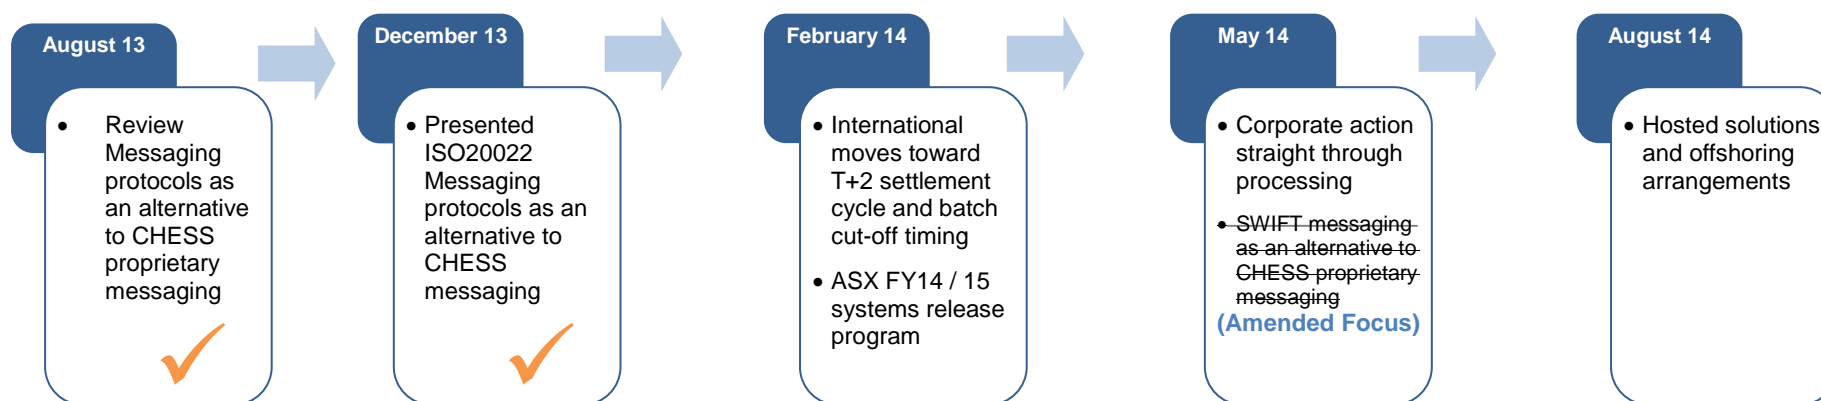 August 13
• Review
Messaging
protocols as
an alternative
to CHESS
proprietary
messaging
December 13
• Presented
ISO20022
Messaging
protocols as an
alternative to
CHESS
messaging
February 14
• International
moves toward
T+2 settlement
cycle and batch
cut-off timing
• ASX FY14 / 15
systems release
program
May 14
• Corporate action
straight through
processing
• SWIFT messaging
as an alternative to
CHESS proprietary
messaging
(Amended Focus)
August 14
• Hosted solutions
and offshoring
arrangements